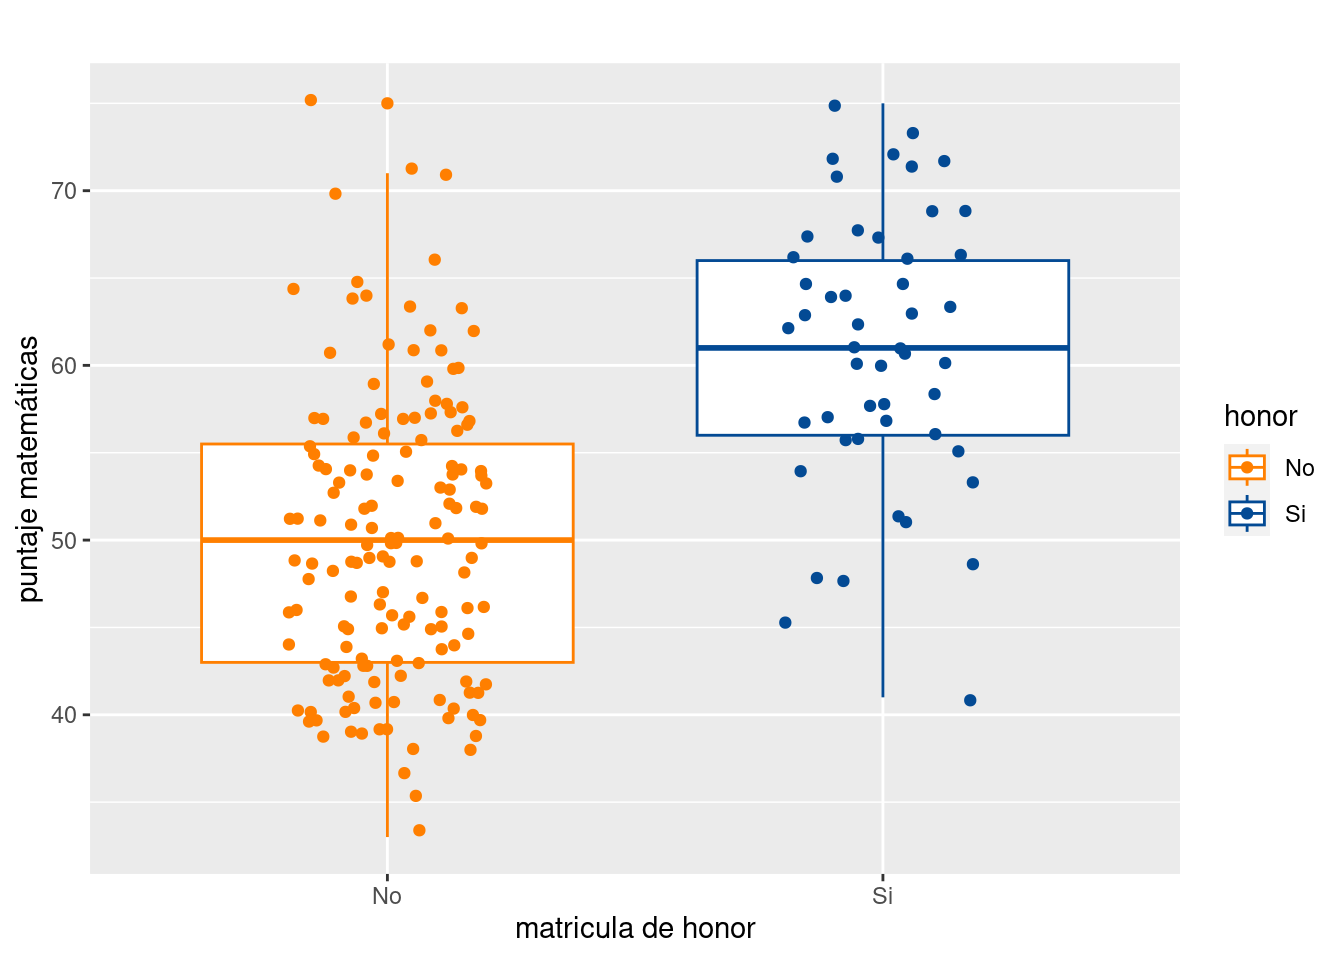 puntaje matemáticas
70
60
50
40
No
Si
matricula de honor
honor
No
Si